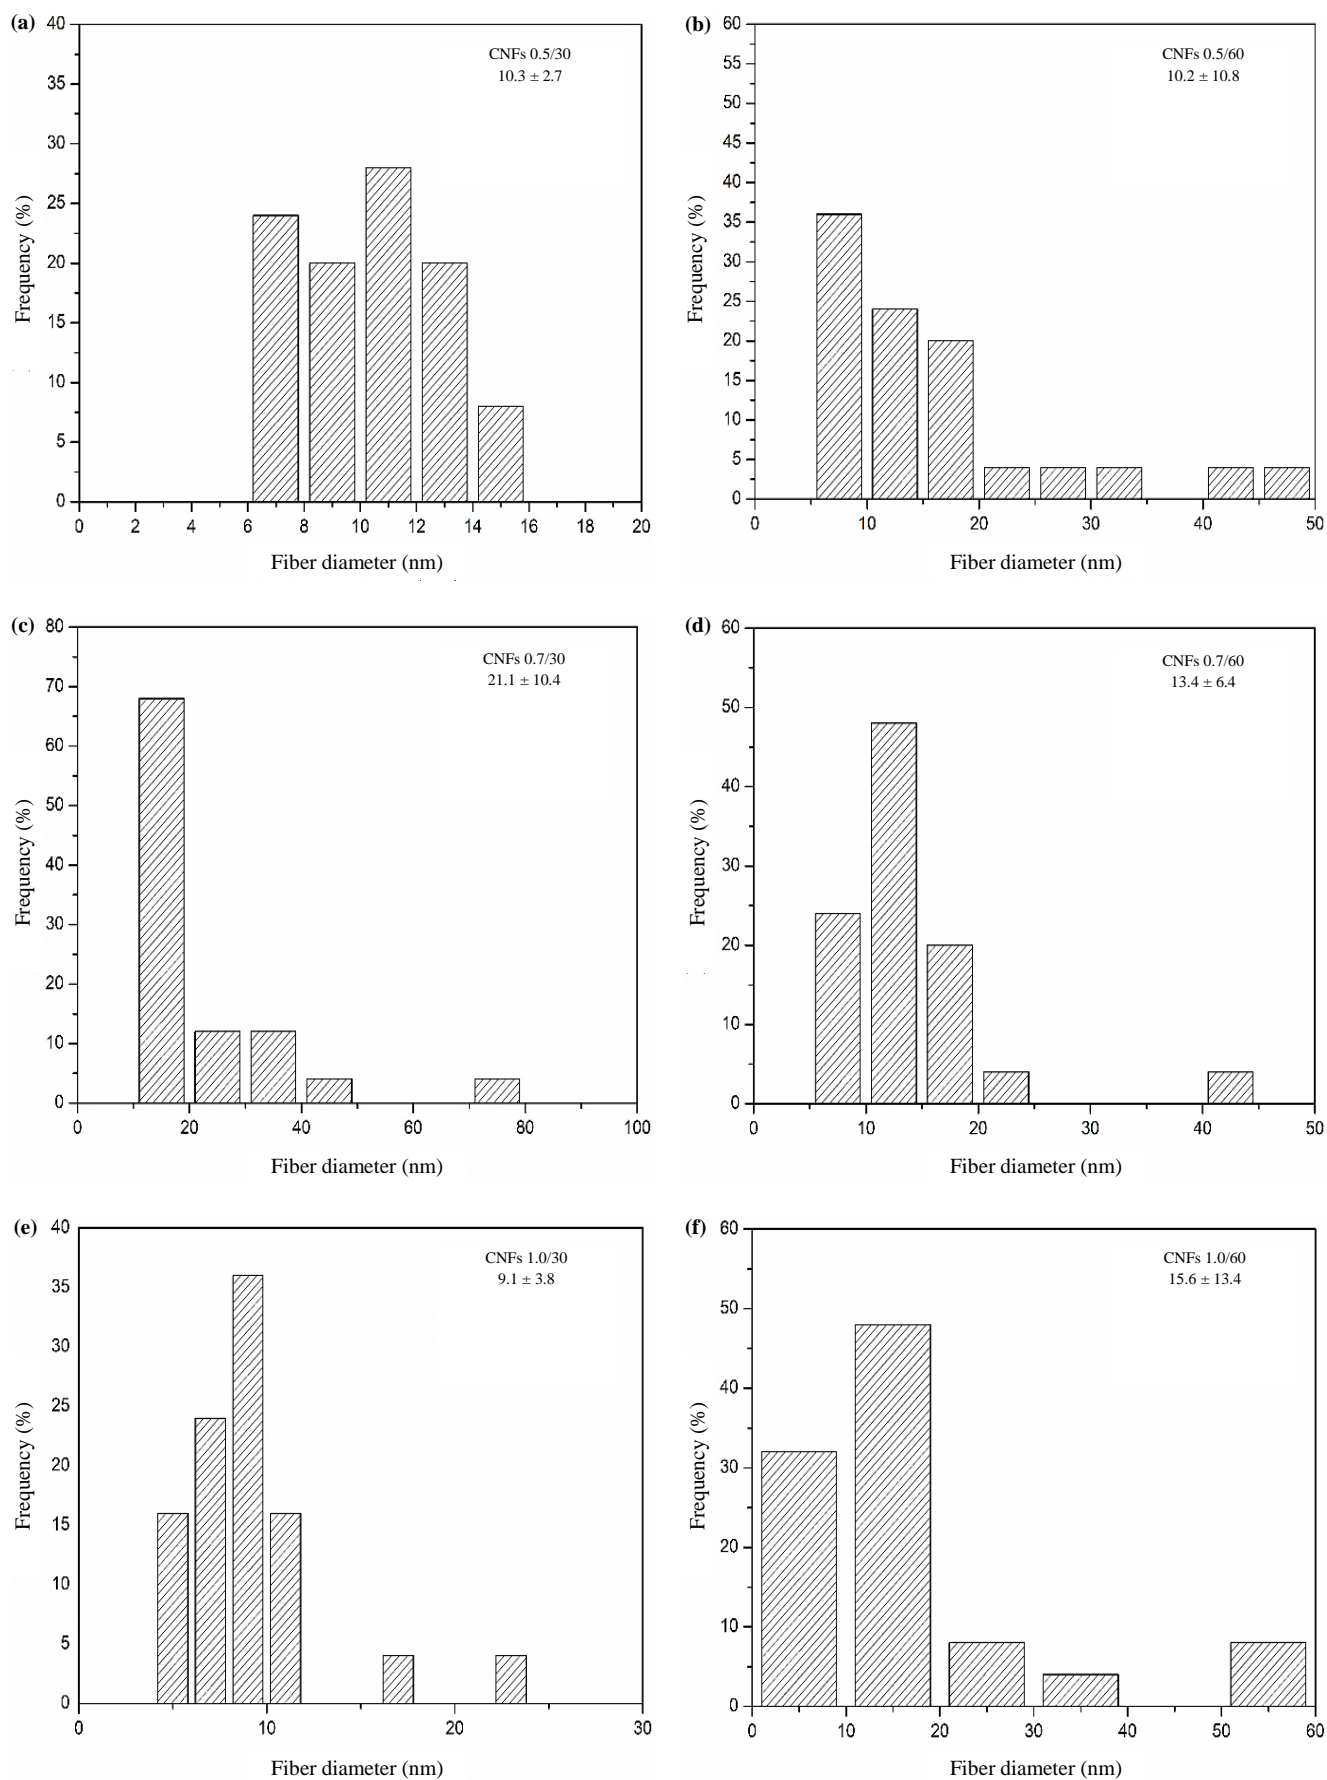 (a)
CNFs 0.5/30
10.3 ± 2.7
Frequency (%)
40
35
30
25
20
15
10
5
0
0 2 4 6 8 10 12 14 16 18 20
Fiber diameter (nm)
(b)
CNFs 0.5/60
10.2 ± 10.8
Frequency (%)
60
55
50
45
40
35
30
25
20
15
10
5
0
0 10 20 30 40 50
Fiber diameter (nm)
(c)
CNFs 0.7/30
21.1 ± 10.4
Frequency (%)
80
70
60
50
40
30
20
10
0
0 20 40 60 80 100
Fiber diameter (nm)
(d)
CNFs 0.7/60
13.4 ± 6.4
Frequency (%)
60
50
40
30
20
10
0
0 10 20 30 40 50
Fiber diameter (nm)
(e)
CNFs 1.0/30
9.1 ± 3.8
Frequency (%)
40
35
30
25
20
15
10
5
0
0 10 20 30
Fiber diameter (nm)
(f)
CNFs 1.0/60
15.6 ± 13.4
Frequency (%)
60
50
40
30
20
10
0
0 10 20 30 40 50 60
Fiber diameter (nm)